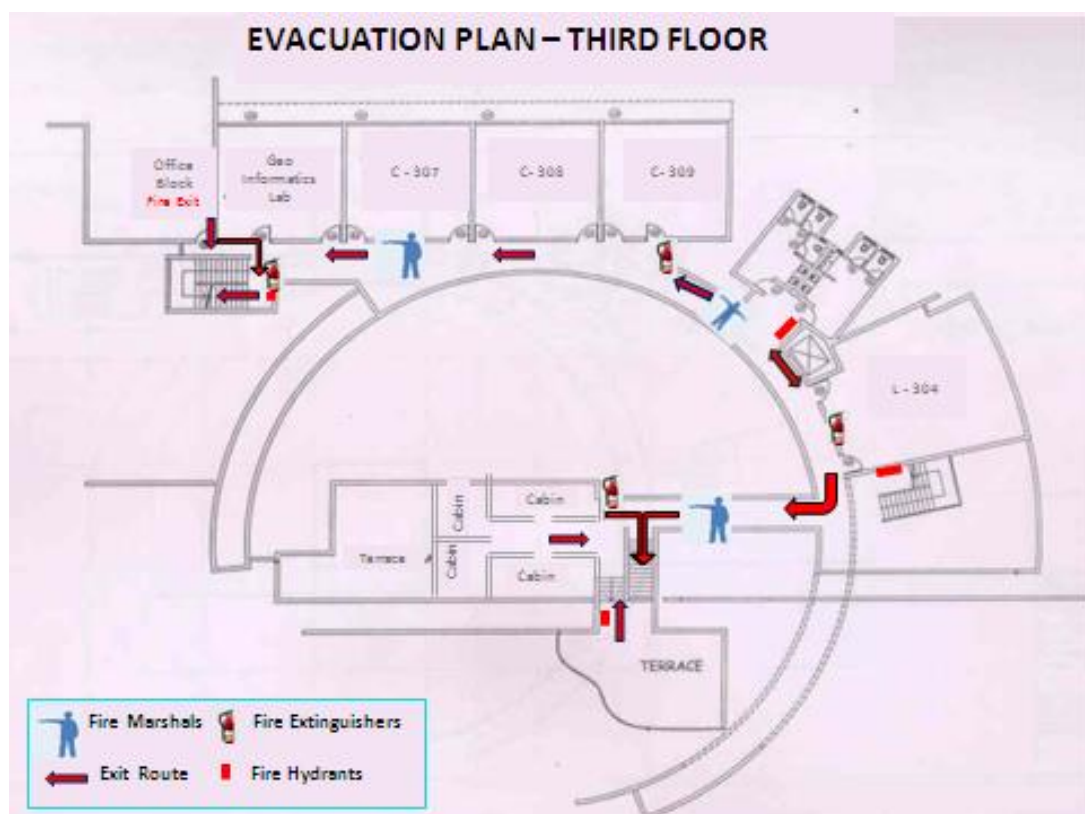 EVACUATION PLAN – THIRD FLOOR
Office
Block
Fire Exit
Geo
Informatics
Lab
C - 307
C- 308
C- 309
L - 304
Cabin
Cabin
Terrace
Cabin
Cabin
TERRACE
Fire Marshals
Fire Extinguishers
Exit Route
Fire Hydrants